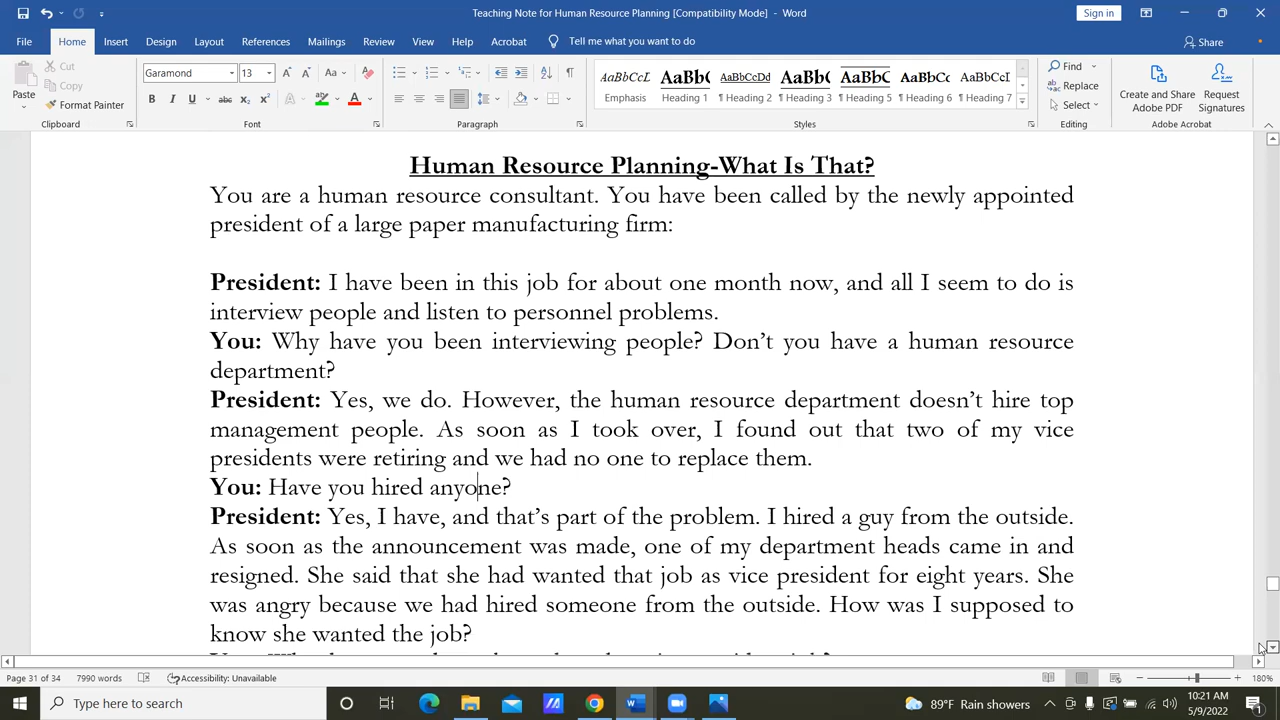 Teaching Note for Human Resource Planning [Compatibility Mode] - Word
Sign in
File Home Insert Design Layout References Mailings Review View Help Acrobat Tell me what you want to do Share
Paste
Cut
Copy
Format Painter
Clipboard
Garamond 13
Font
Paragraph
AaBbCcL AaBbC AaBbCcDd AaBbC AaBbC AaBbCc AaBbCcI
Emphasis Heading 1 ¶ Heading 2 ¶ Heading 3 ¶ Heading 5 ¶ Heading 6 ¶ Heading 7
Styles
Find
Replace
Select
Editing
Create and Share Adobe PDF
Request Signatures
Adobe Acrobat
Human Resource Planning-What Is That?
You are a human resource consultant. You have been called by the newly appointed
president of a large paper manufacturing firm:
President: I have been in this job for about one month now, and all I seem to do is
interview people and listen to personnel problems.
You: Why have you been interviewing people? Don't you have a human resource
department?
President: Yes, we do. However, the human resource department doesn't hire top
management people. As soon as I took over, I found out that two of my vice
presidents were retiring and we had no one to replace them.
You: Have you hired anyone?
President: Yes, I have, and that's part of the problem. I hired a guy from the outside.
As soon as the announcement was made, one of my department heads came in and
resigned. She said that she had wanted that job as vice president for eight years. She
was angry because we had hired someone from the outside. How was I supposed to
know she wanted the job?
Page 31 of 34 7990 words Accessibility: Unavailable 180%
Type here to search
89°F Rain showers
10:21 AM
5/9/2022